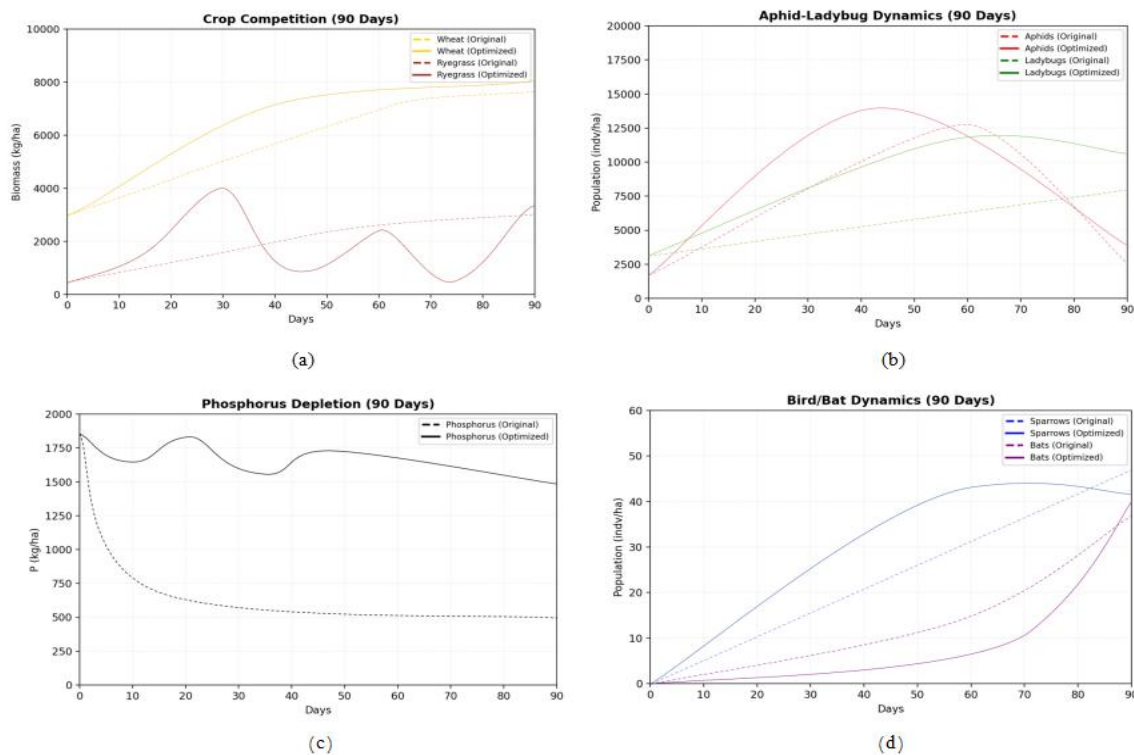 Crop Competition (90 Days)
10000
8000
6000
4000
2000
0
Biomass (kg/ha)
Wheat (Original)
Wheat (Optimized)
Ryegrass (Original)
Ryegrass (Optimized)
0 10 20 30 40 50 60 70 80 90
Days
(a)
Aphid-Ladybug Dynamics (90 Days)
20000
17500
15000
12500
10000
7500
5000
2500
0
Population (indv/ha)
Aphids (Original)
Aphids (Optimized)
Ladybugs (Original)
Ladybugs (Optimized)
0 10 20 30 40 50 60 70 80 90
Days
(b)
Phosphorus Depletion (90 Days)
2000
1750
1500
1250
1000
750
500
250
0
P (kg/ha)
Phosphorus (Original)
Phosphorus (Optimized)
0 10 20 30 40 50 60 70 80 90
Days
(c)
Bird/Bat Dynamics (90 Days)
60
50
40
30
20
10
0
Population (indv/ha)
Sparrows (Original)
Sparrows (Optimized)
Bats (Original)
Bats (Optimized)
0 10 20 30 40 50 60 70 80 90
Days
(d)